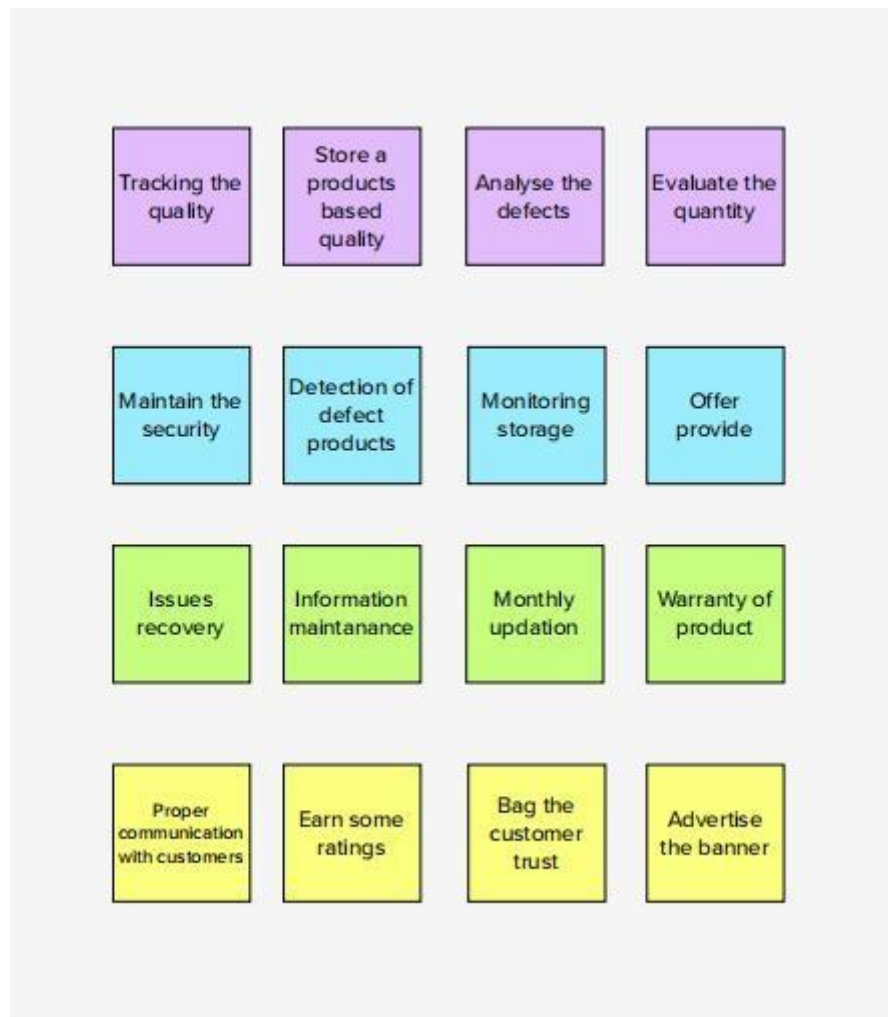 Tracking the
quality
Store a
products
based
quality
Analyse the
defects
Evaluate the
quantity
Maintain the
security
Detection of
defect
products
Monitoring
storage
Offer
provide
Issues
recovery
Information
maintanance
Monthly
updation
Warranty of
product
Proper
communication
with customers
Earn some
ratings
Bag the
customer
trust
Advertise
the banner